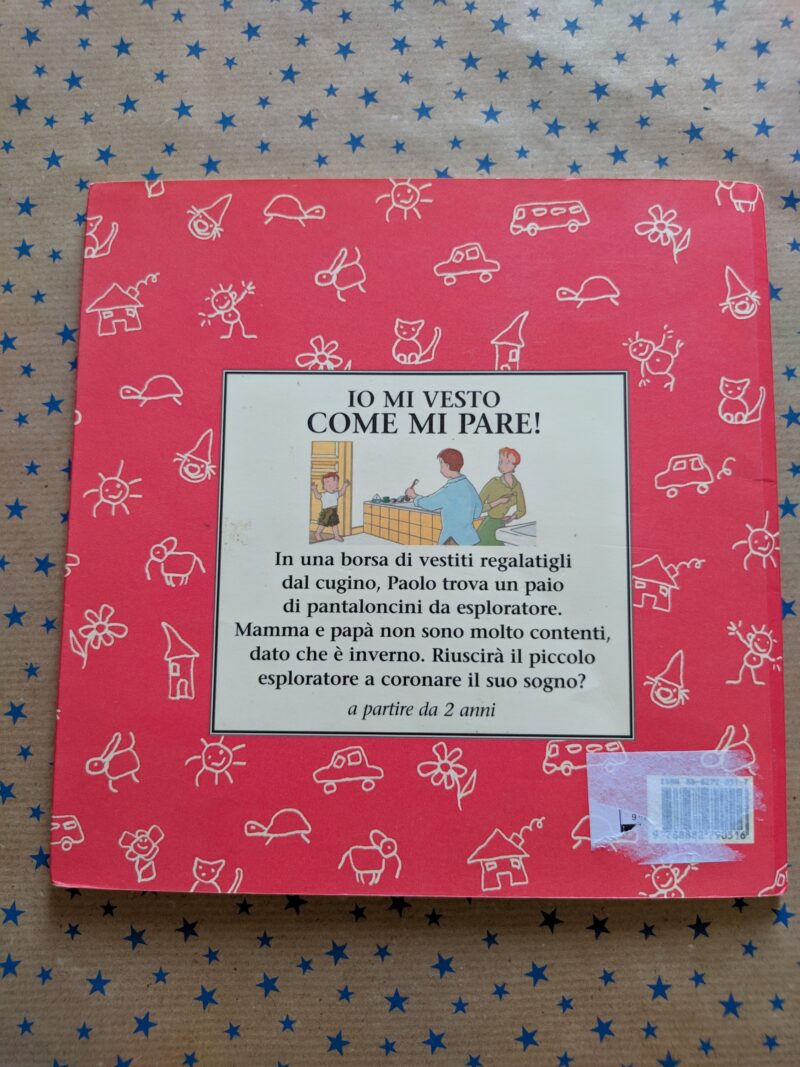 IO MI VESTO
COME MI PARE!
In una borsa di vestiti regalatigli
dal cugino, Paolo trova un paio
di pantaloncini da esploratore.
Mamma e papà non sono molto contenti,
dato che è inverno. Riuscirà il piccolo
esploratore a coronare il suo sogno?
a partire da 2 anni
ISBN